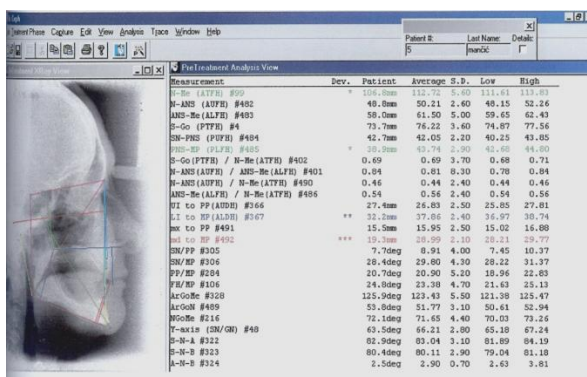 Capture Edit View Analysis Trace Window Help
Patient #: Last Name: Details:
5 mančić
PreTreatment Analysis View
Measurement Dev. Patient Average S.D. Low High
N-Me (ATFH) #99 * 106.8mm 112.72 5.60 111.61 113.83
N-ANS (AUFH) #482 48.8mm 50.21 2.60 48.15 52.26
ANS-Me(ALFH) #483 58.0mm 61.50 5.00 59.65 62.43
S-Go (PTFH) #4 73.7mm 76.22 3.60 74.87 77.56
SN-PNS (PUFH) #484 42.7mm 42.05 2.20 40.25 43.85
PNS-MP (PLFH) #485 * 38.9mm 43.74 2.90 42.68 44.80
S-Go(PTFH) / N-Me(ATFH) #402 0.69 0.69 3.70 0.68 0.71
N-ANS(AUFH) / ANS-Me(ALFH) #401 0.84 0.81 8.30 0.78 0.84
N-ANS(AUFH) / N-Me(ATFH) #490 0.46 0.44 2.40 0.44 0.46
ANS-Me(ALFH) / N-Me(ATFH) #486 0.54 0.56 2.40 0.54 0.56
UI to PP(AUDH) #366 27.4mm 26.83 2.50 25.85 27.81
LI to MP(ALDH) #367 ** 32.2mm 37.86 2.40 36.97 38.74
mx to PP #491 15.5mm 15.95 2.50 15.02 16.88
md to MP #492 *** 19.3mm 28.99 2.10 28.21 29.77
SN/PP #305 7.7deg 8.91 4.00 7.45 10.37
SN/MP #306 28.4deg 29.80 4.30 28.22 31.37
PP/MP #284 20.7deg 20.90 5.20 18.96 22.83
FH/MP #106 24.8deg 23.38 4.70 21.63 25.13
ArGoMe #328 125.9deg 123.43 5.50 121.38 125.47
ArGoN #489 53.8deg 51.77 3.10 50.61 52.94
NGoMe #216 72.1deg 71.65 4.40 70.03 73.26
Y-axis (SN/GN) #48 63.5deg 66.21 2.80 65.18 67.24
S-N-A #322 82.9deg 83.04 3.10 81.89 84.19
S-N-B #323 80.4deg 80.11 2.90 79.04 81.18
A-N-B #324 2.5deg 2.90 0.70 2.63 3.81